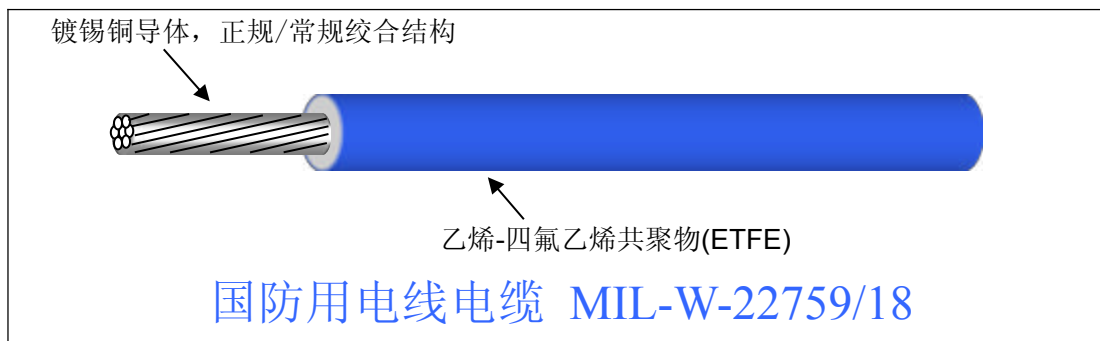 镀锡铜导体，正规/常规绞合结构
乙烯-四氟乙烯共聚物(ETFE)
国防用电线电缆 MIL-W-22759/18